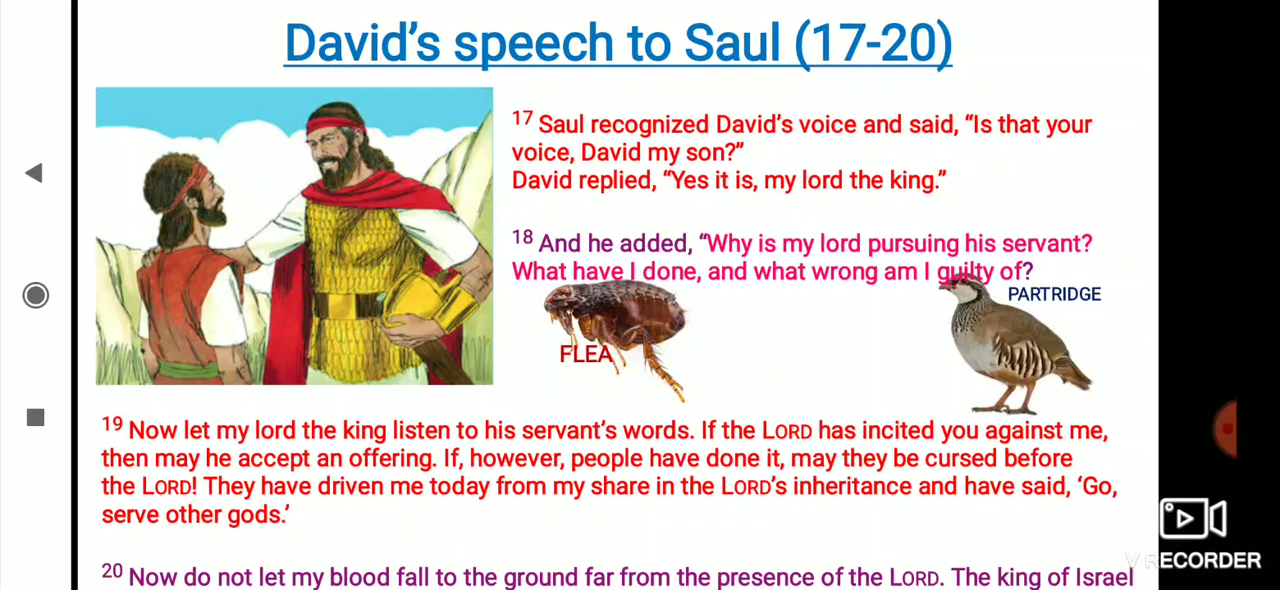 David’s speech to Saul (17-20)
17 Saul recognized David’s voice and said, “Is that your
voice, David my son?”
David replied, “Yes it is, my lord the king.”
18 And he added, “Why is my lord pursuing his servant?
What have I done, and what wrong am I guilty of?
PARTRIDGE
FLEA
19 Now let my lord the king listen to his servant’s words. If the LORD has incited you against me,
then may he accept an offering. If, however, people have done it, may they be cursed before
the LORD! They have driven me today from my share in the LORD’s inheritance and have said, ‘Go,
serve other gods.’
20 Now do not let my blood fall to the ground far from the presence of the LORD. The king of Israel
V RECORDER